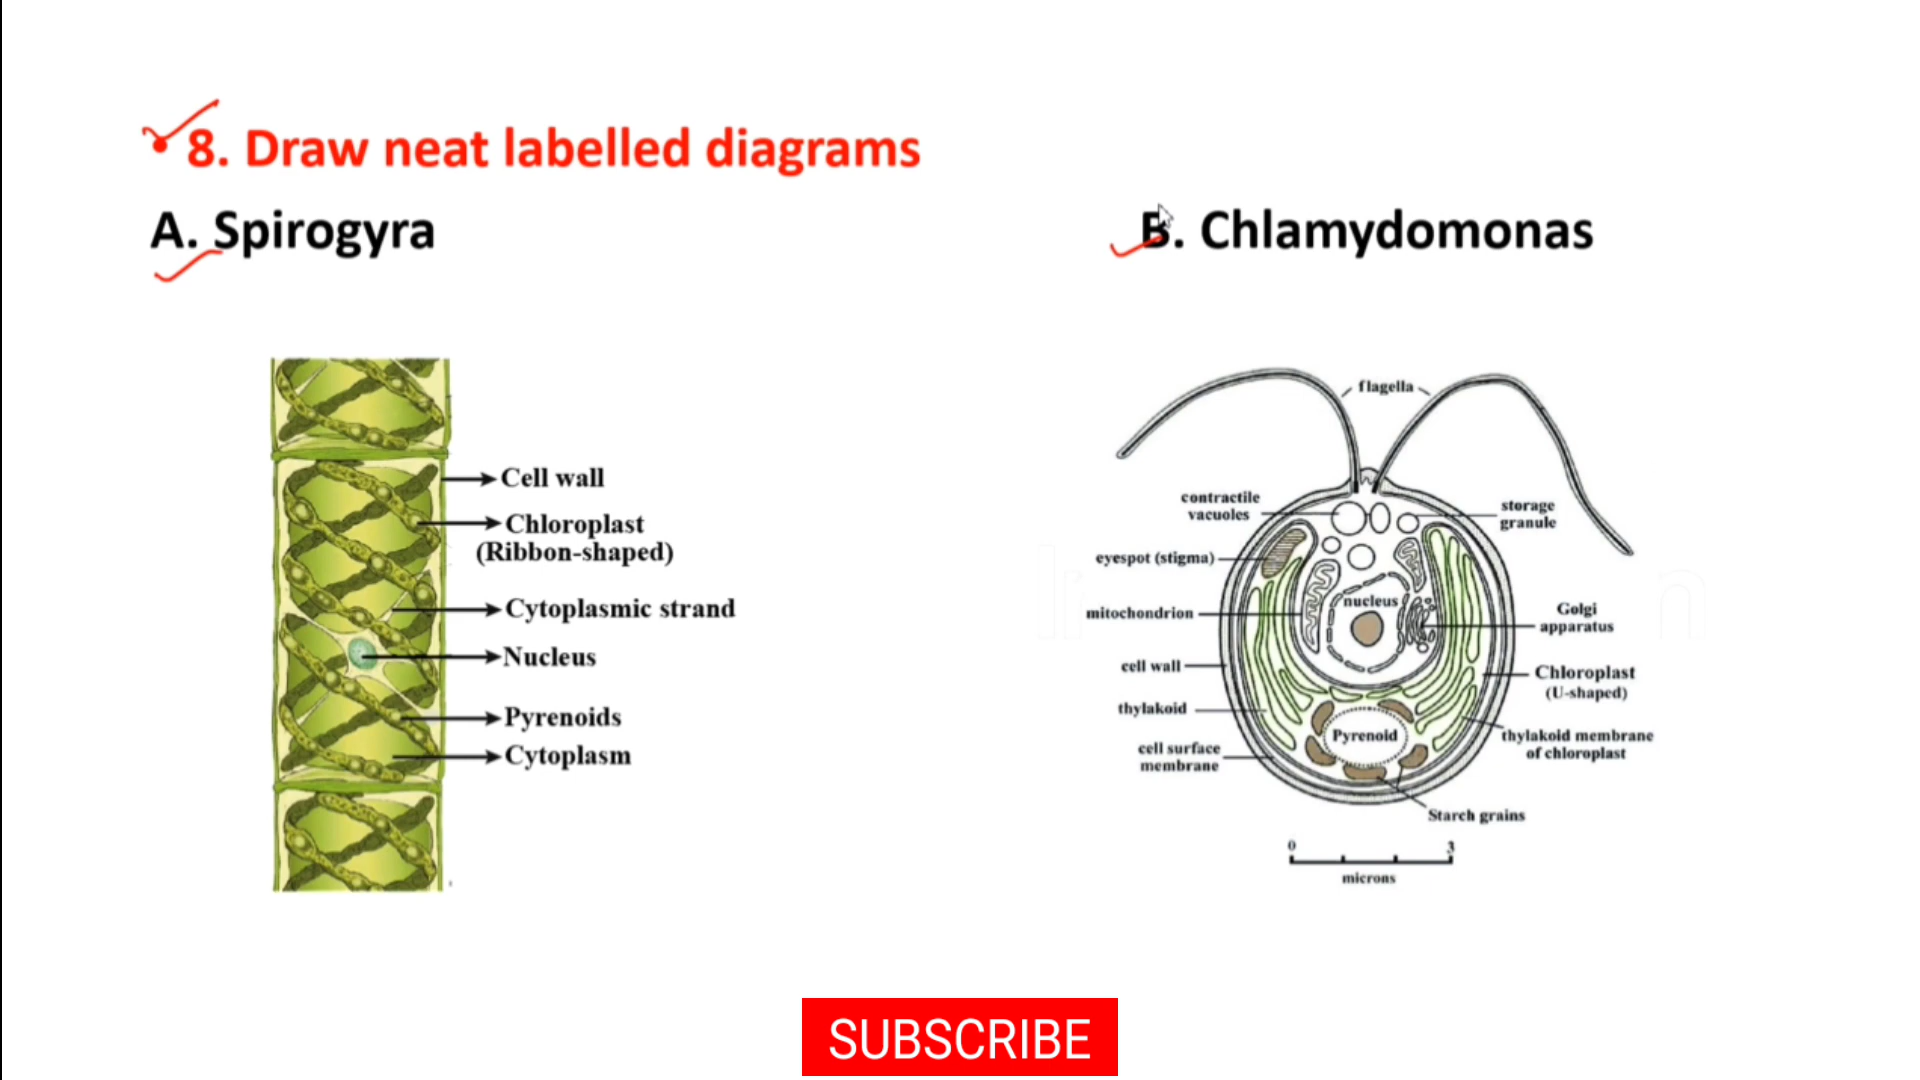 8. Draw neat labelled diagrams
A. Spirogyra
B. Chlamydomonas
Cell wall
Chloroplast
(Ribbon-shaped)
Cytoplasmic strand
Nucleus
Pyrenoids
Cytoplasm
flagella
contractile
vacuoles
storage
granule
eyespot (stigma)
mitochondrion
nucleus
Golgi
apparatus
cell wall
Chloroplast
(U-shaped)
thylakoid
Pyrenoid
thylakoid membrane
of chloroplast
cell surface
membrane
Starch grains
0 3
microns
SUBSCRIBE